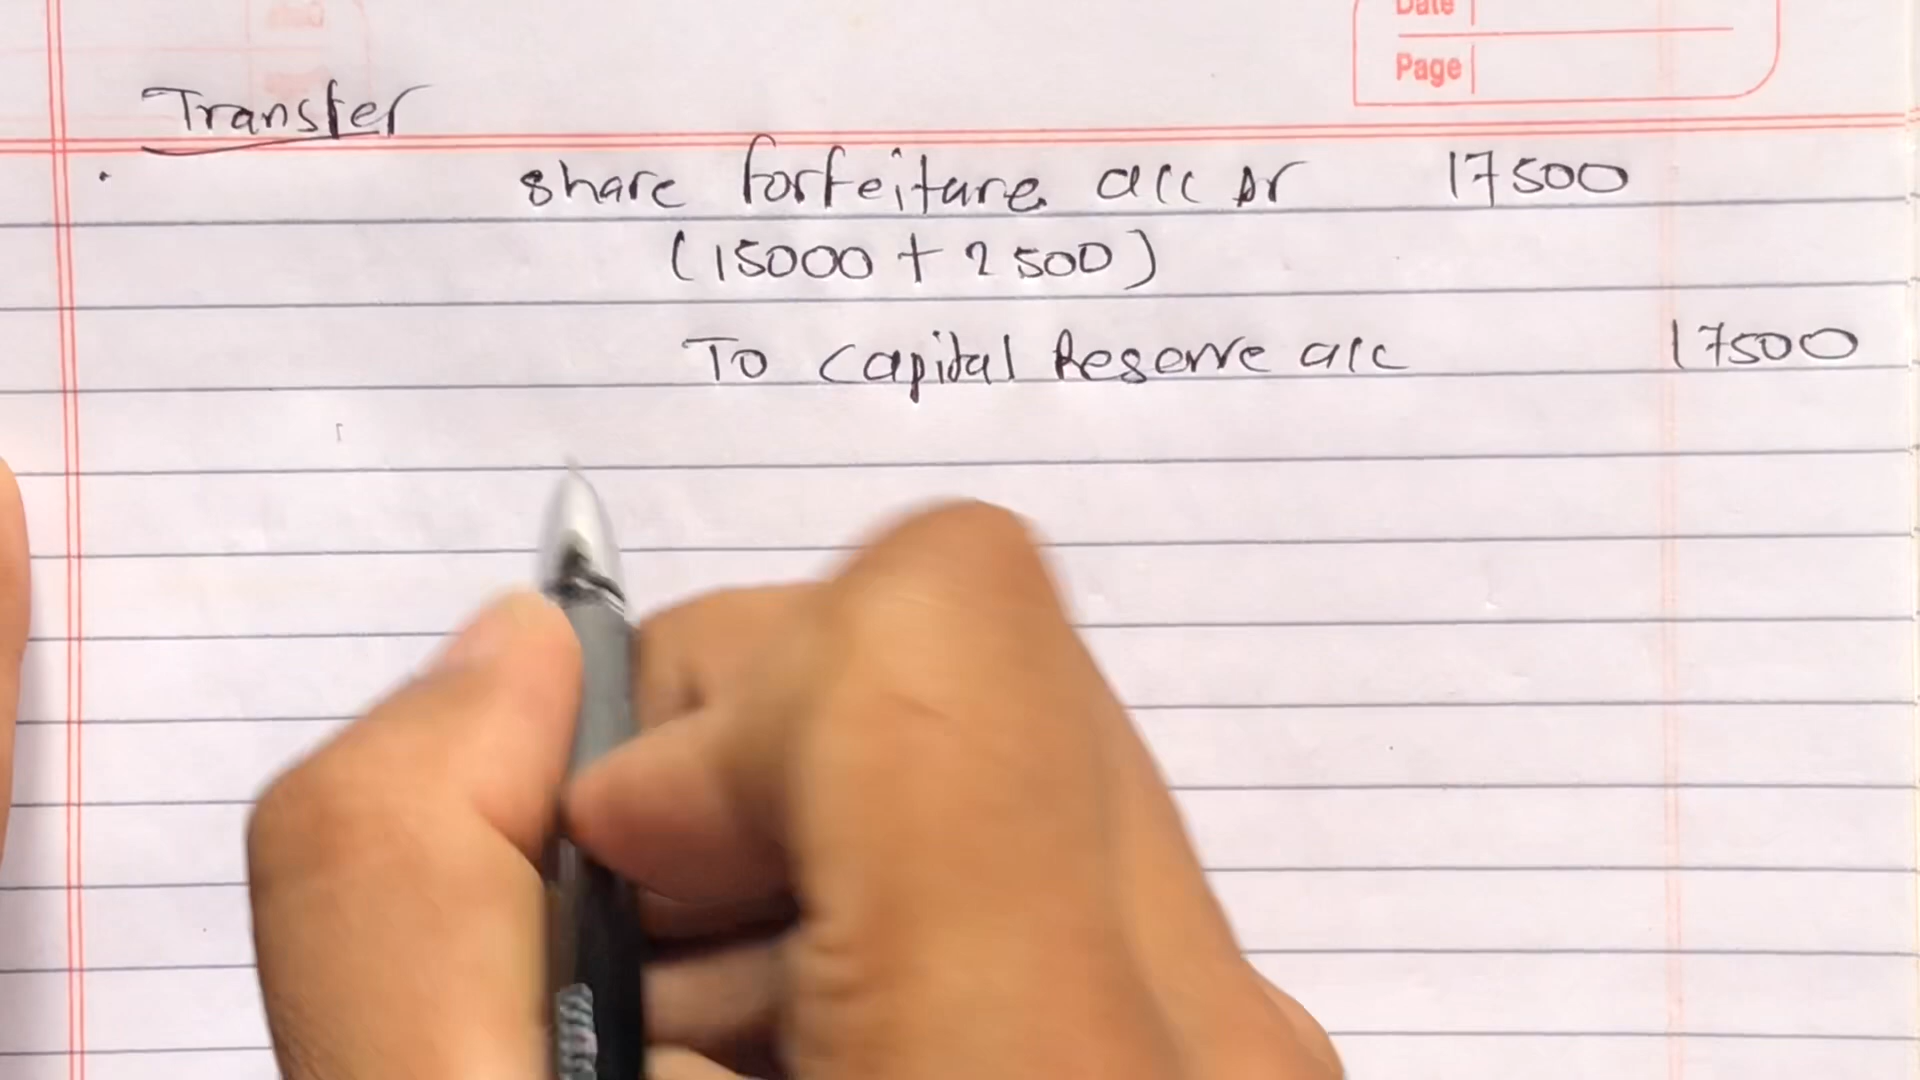 Date
Page
Transfer
share forfeiture a/c Dr 17500
(15000 + 2500)
To Capital Reserve a/c 17500